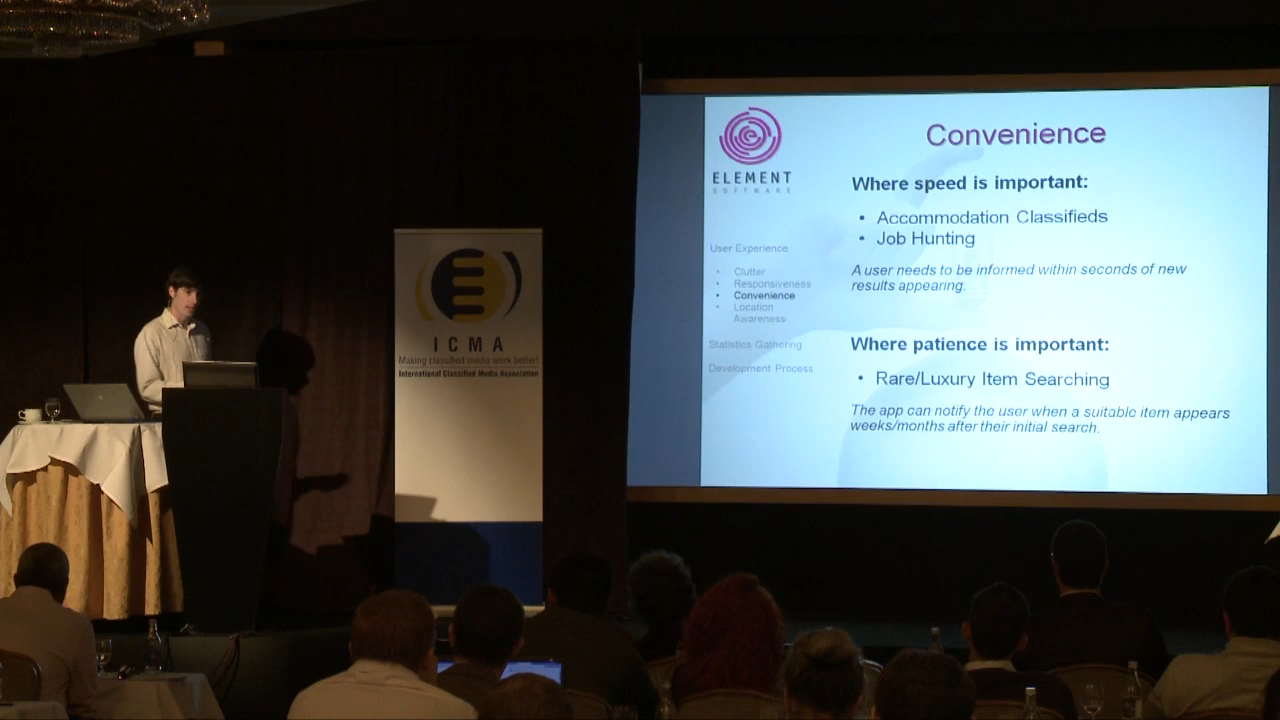 ICMA
Making classified media work better!
International Classified Media Association
ELEMENT
SOFTWARE
User Experience
• Clutter
• Responsiveness
• Convenience
• Location
Awareness
Statistics Gathering
Development Process
Convenience
Where speed is important:
• Accommodation Classifieds
• Job Hunting
A user needs to be informed within seconds of new
results appearing.
Where patience is important:
• Rare/Luxury Item Searching
The app can notify the user when a suitable item appears
weeks/months after their initial search.